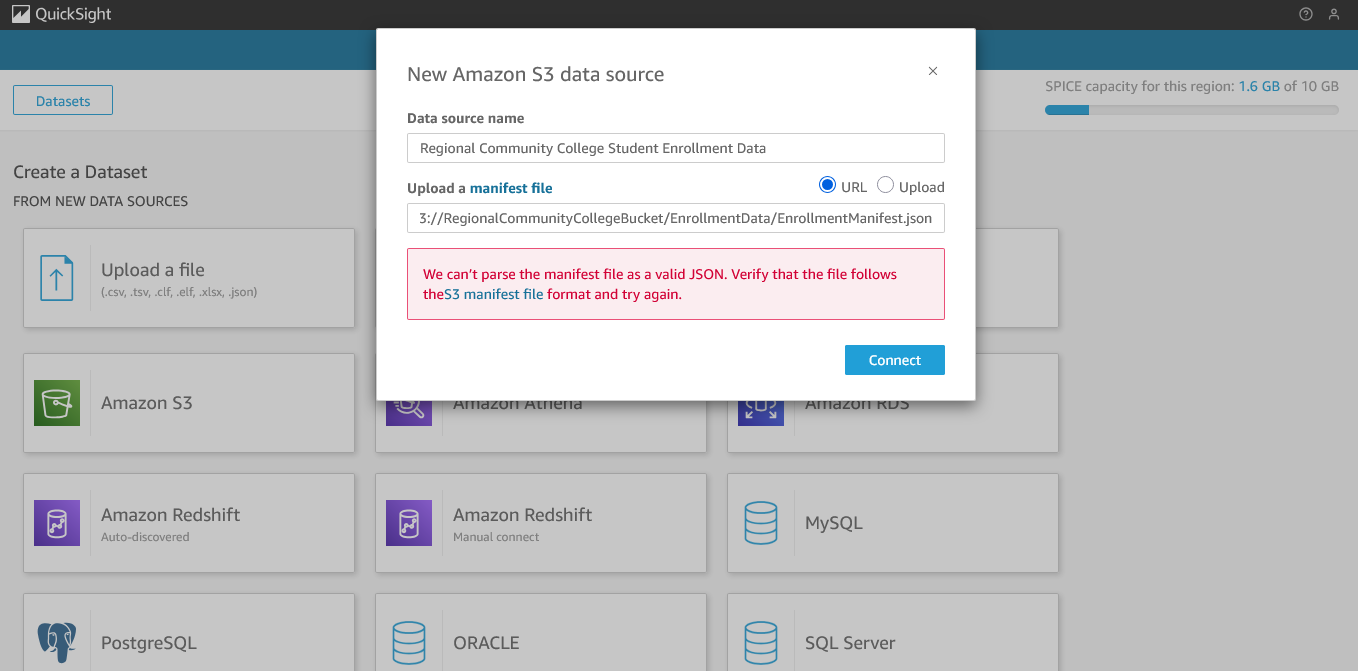 QuickSight
Datasets
SPICE capacity for this region: 1.6 GB of 10 GB
New Amazon S3 data source
Data source name
Regional Community College Student Enrollment Data
Upload a manifest file
URL
Upload
3://RegionalCommunityCollegeBucket/EnrollmentData/EnrollmentManifest.json
We can't parse the manifest file as a valid JSON. Verify that the file follows
theS3 manifest file format and try again.
Connect
Create a Dataset
FROM NEW DATA SOURCES
Upload a file
(.csv, .tsv, .clf, .elf, .xlsx, .json)
Amazon S3
Amazon Athena
Amazon RDS
Amazon Redshift
Auto-discovered
Amazon Redshift
Manual connect
MySQL
PostgreSQL
ORACLE
SQL Server